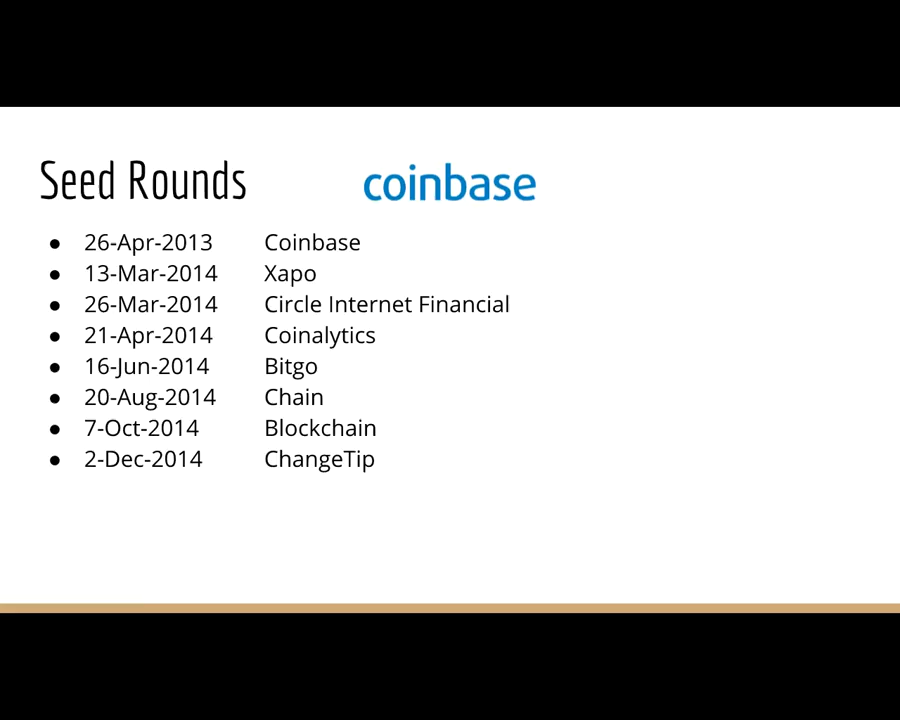 Seed Rounds
coinbase
● 26-Apr-2013 Coinbase
● 13-Mar-2014 Xapo
● 26-Mar-2014 Circle Internet Financial
● 21-Apr-2014 Coinalytics
● 16-Jun-2014 Bitgo
● 20-Aug-2014 Chain
● 7-Oct-2014 Blockchain
● 2-Dec-2014 ChangeTip